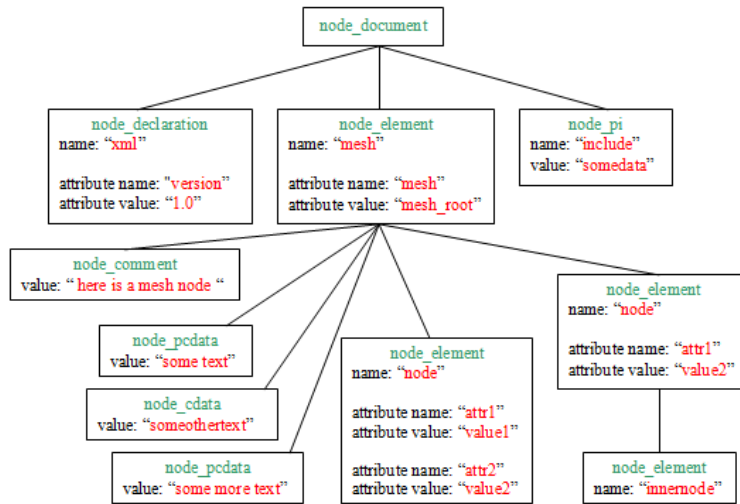 node_document
node_declaration
name: “xml”
attribute name: "version”
attribute value: “1.0”
node_element
name: “mesh”
attribute name: “mesh”
attribute value: “mesh_root”
node_pi
name: “include”
value: “somedata”
node_comment
value: “ here is a mesh node “
node_pcdata
value: “some text”
node_cdata
value: “someothertext”
node_pcdata
value: “some more text”
node_element
name: “node”
attribute name: “attr1”
attribute value: “value1”
attribute name: “attr2”
attribute value: “value2”
node_element
name: “node”
attribute name: “attr1”
attribute value: “value2”
node_element
name: “innernode”